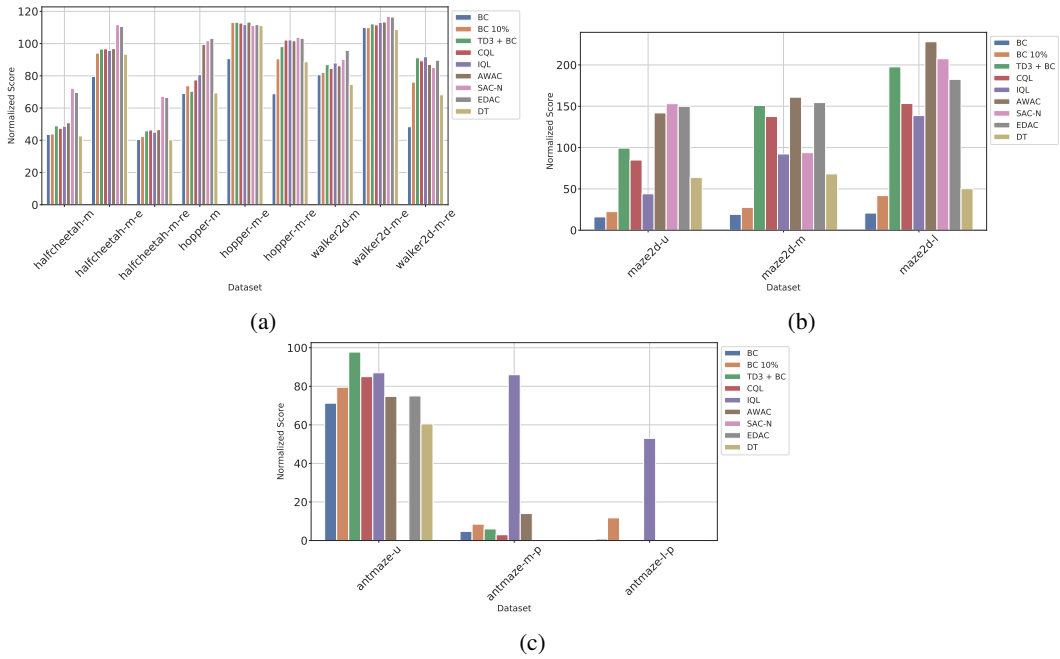 120
100
80
60
40
20
0
Normalized Score
halfcheetah-m
halfcheetah-m-e
halfcheetah-m-re
hopper-m
hopper-m-e
hopper-m-re
walker2d-m
walker2d-m-e
walker2d-m-re
Dataset
BC
BC 10%
TD3 + BC
CQL
IQL
AWAC
SAC-N
EDAC
DT
(a)
200
150
100
50
0
Normalized Score
maze2d-u
maze2d-m
maze2d-l
Dataset
BC
BC 10%
TD3 + BC
CQL
IQL
AWAC
SAC-N
EDAC
DT
(b)
100
80
60
40
20
0
Normalized Score
antmaze-u
antmaze-m-p
antmaze-l-p
Dataset
BC
BC 10%
TD3 + BC
CQL
IQL
AWAC
SAC-N
EDAC
DT
(c)